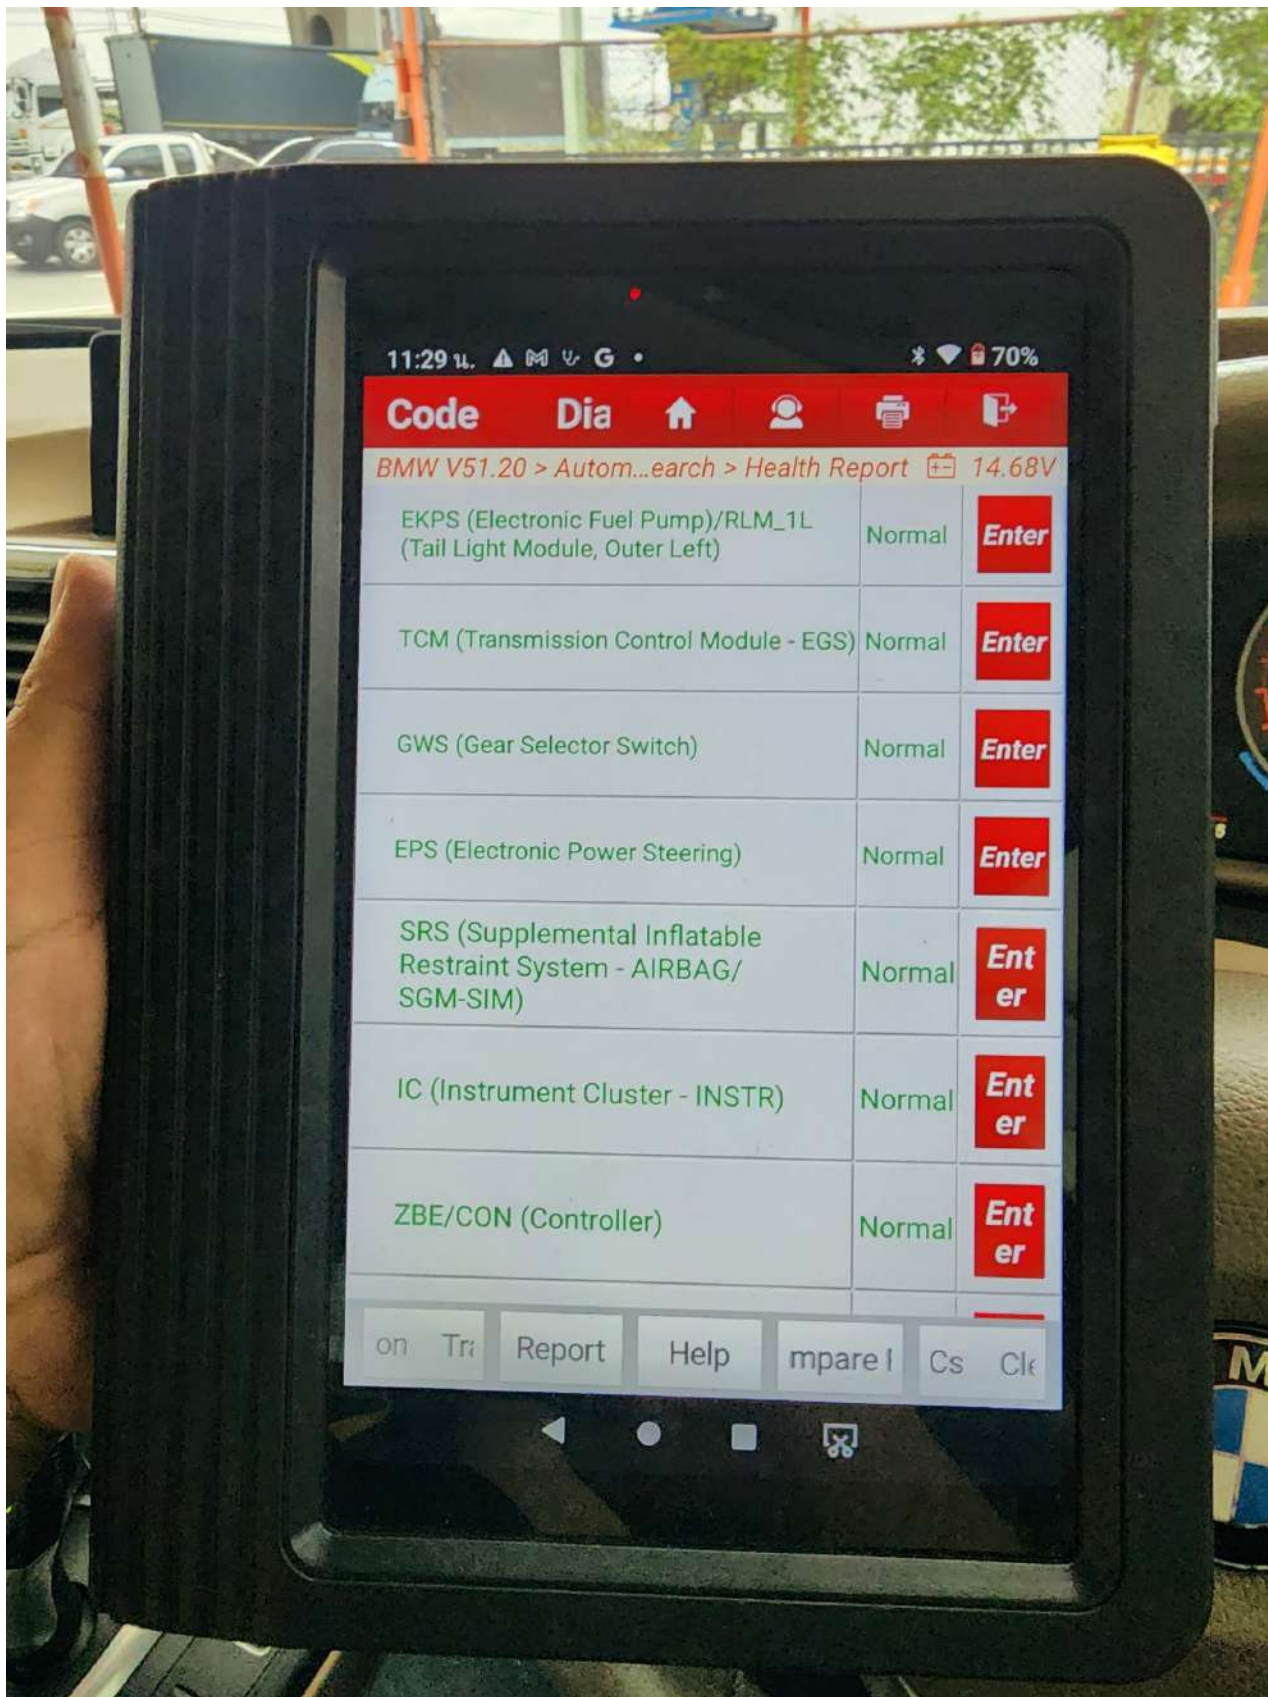 11:29 น. G 70%
Code Dia
BMW V51.20 > Autom...earch > Health Report 14.68V
EKPS (Electronic Fuel Pump)/RLM_1L
(Tail Light Module, Outer Left)
Normal
Enter
TCM (Transmission Control Module - EGS)
Normal
Enter
GWS (Gear Selector Switch)
Normal
Enter
EPS (Electronic Power Steering)
Normal
Enter
SRS (Supplemental Inflatable
Restraint System - AIRBAG/
SGM-SIM)
Normal
Ent
er
IC (Instrument Cluster - INSTR)
Normal
Ent
er
ZBE/CON (Controller)
Normal
Ent
er
on Tra Report Help mpare Cs Cle
M